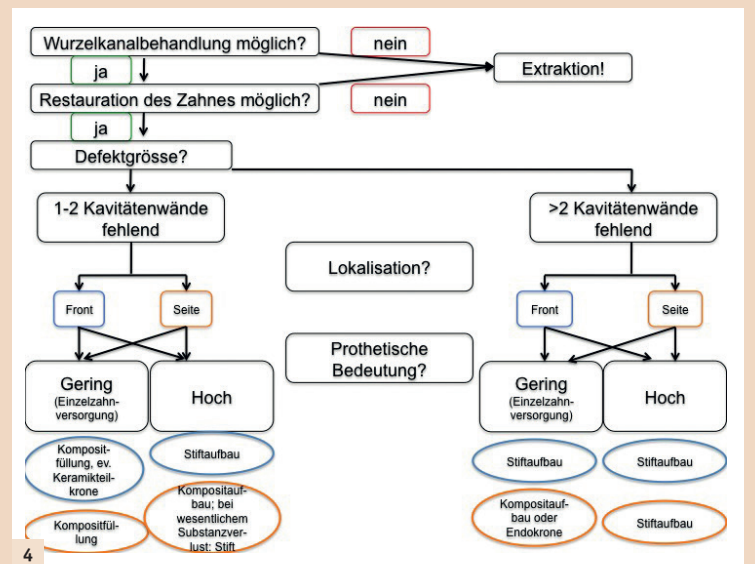 Wurzelkanalbehandlung möglich?
nein
ja
Extraktion!
Restauration des Zahnes möglich?
nein
ja
Defektgrösse?
1-2 Kavitätenwände
fehlend
>2 Kavitätenwände
fehlend
Lokalisation?
Front
Seite
Front
Seite
Prothetische
Bedeutung?
Gering
(Einzelzahn-
versorgung)
Hoch
Gering
(Einzelzahn-
versorgung)
Hoch
Komposit-
füllung, ev.
Keramikteil-
krone
Stiftaufbau
Stiftaufbau
Stiftaufbau
Kompositfül-
lung
Kompositauf-
bau; bei
wesentlichem
Substanzver-
lust: Stift
Kompositauf-
bau oder
Endokrone
Stiftaufbau
4